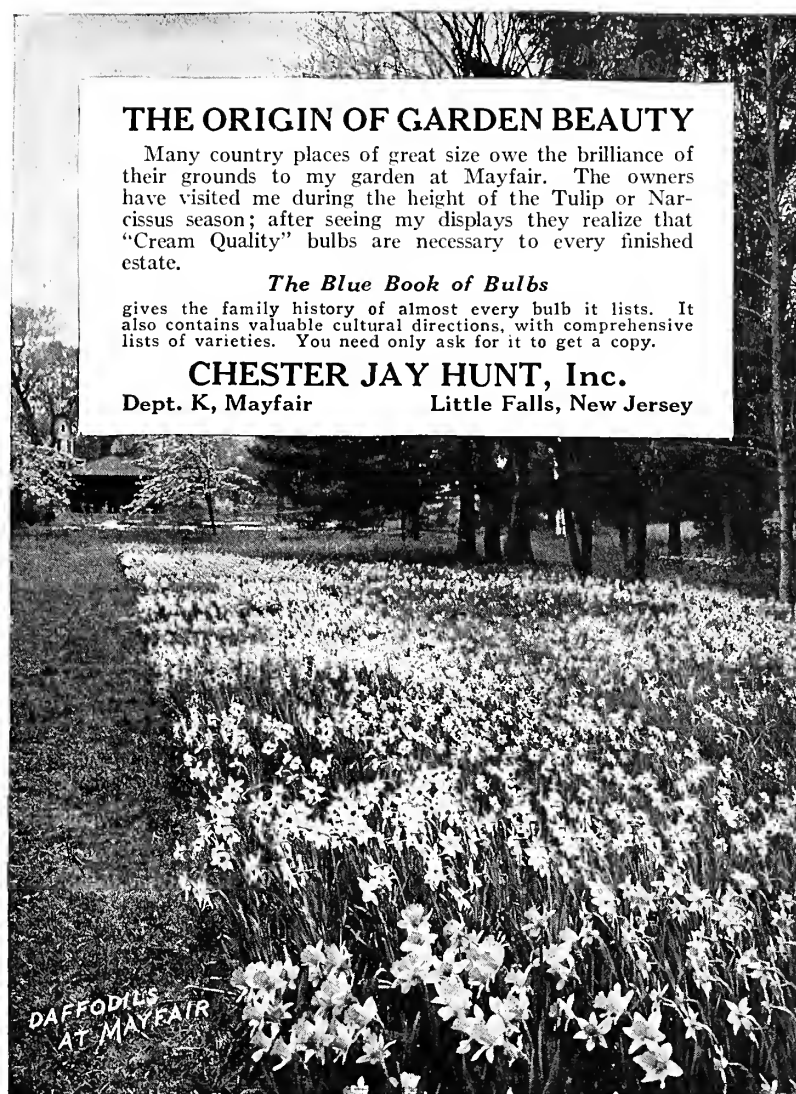 THE ORIGIN OF GARDEN BEAUTY
Many country places of great size owe the brilliance of
their grounds to my garden at Mayfair. The owners
have visited me during the height of the Tulip or Nar-
cissus season; after seeing my displays they realize that
“Cream Quality” bulbs are necessary to every finished
estate.
The Blue Book of Bulbs
gives the family history of almost every bulb it lists. It
also contains valuable cultural directions, with comprehensive
lists of varieties. You need only ask for it to get a copy.
CHESTER JAY HUNT, Inc.
Dept. K, Mayfair Little Falls, New Jersey
DAFFODILS
AT MAYFAIR